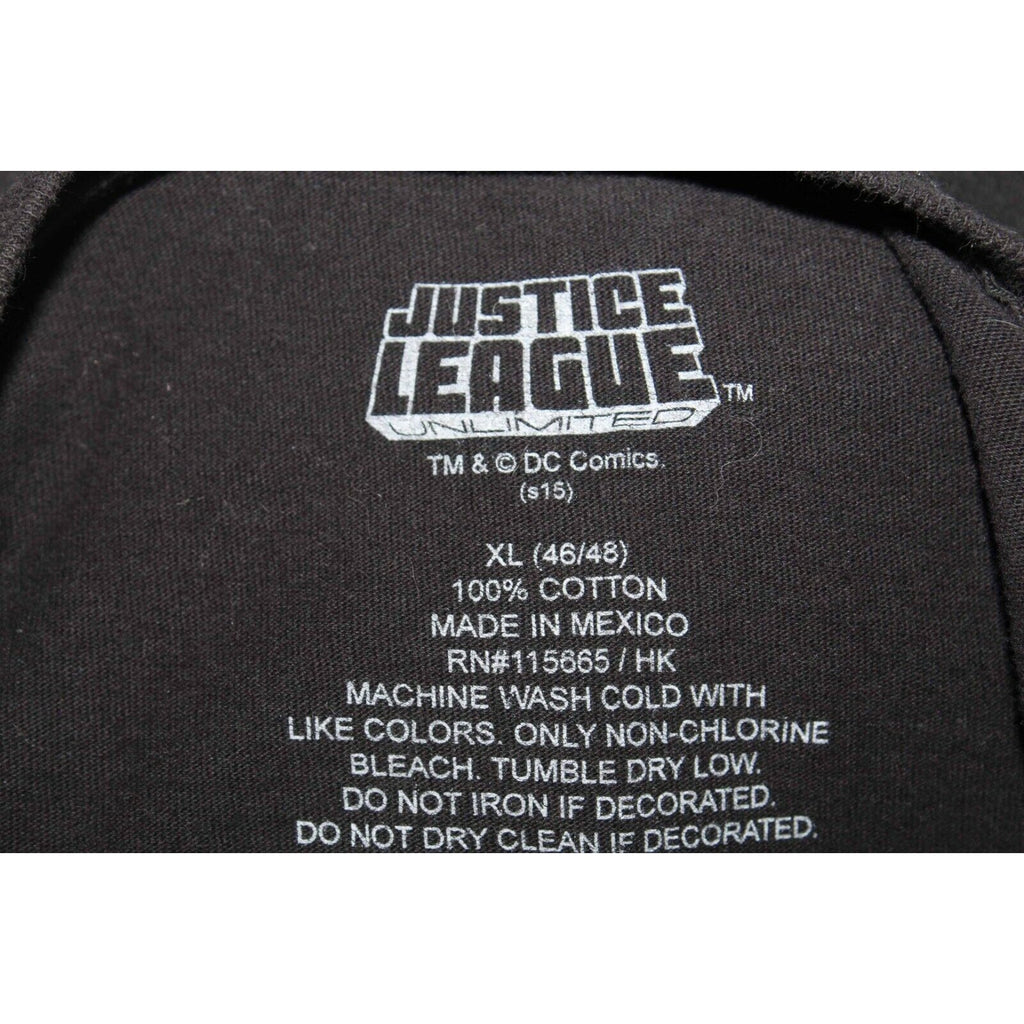 JUSTICE
LEAGUE
UNLIMITED
TM
TM & © DC Comics.
(s15)
XL (46/48)
100% COTTON
MADE IN MEXICO
RN#115665 / HK
MACHINE WASH COLD WITH
LIKE COLORS. ONLY NON-CHLORINE
BLEACH. TUMBLE DRY LOW.
DO NOT IRON IF DECORATED.
DO NOT DRY CLEAN IF DECORATED.